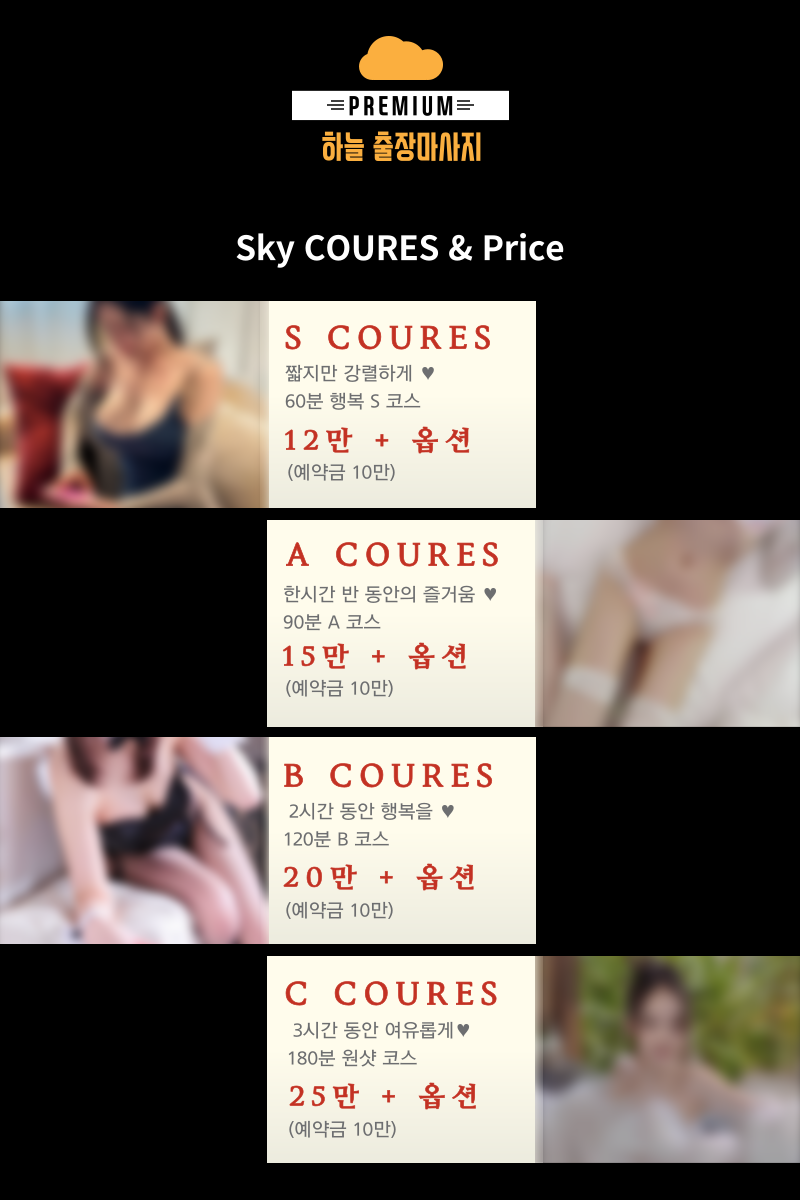 PREMIUM
하늘 출장마사지
Sky COURES & Price
S COURES
짧지만 강렬하게 ♥
60분 행복 S 코스
12만 + 옵션
(예약금 10만)
A COURES
한시간 반 동안의 즐거움 ♥
90분 A 코스
15만 + 옵션
(예약금 10만)
B COURES
2시간 동안 행복을 ♥
120분 B 코스
20만 + 옵션
(예약금 10만)
C COURES
3시간 동안 여유롭게♥
180분 원샷 코스
25만 + 옵션
(예약금 10만)